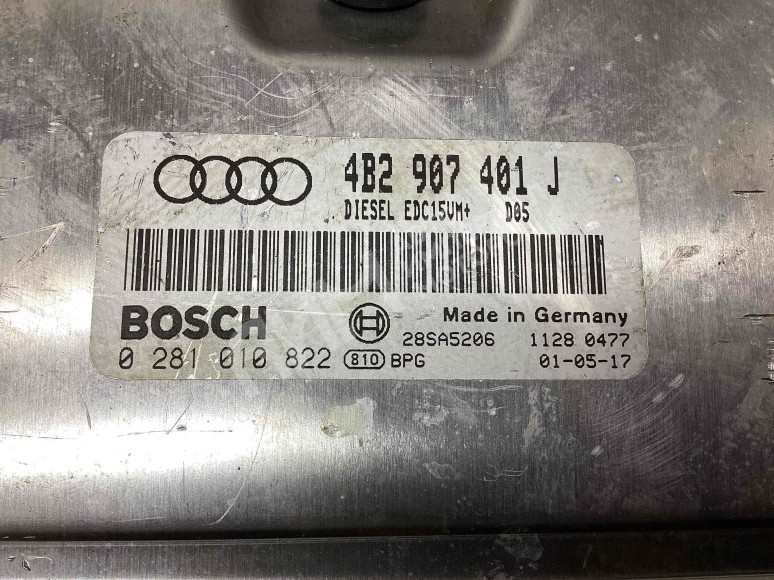 4B2 907 401 J
DIESEL EDC15VM+ D05
BOSCH
Made in Germany
28SA5206 1128 0477
0 281 010 822 810 BPG 01-05-17